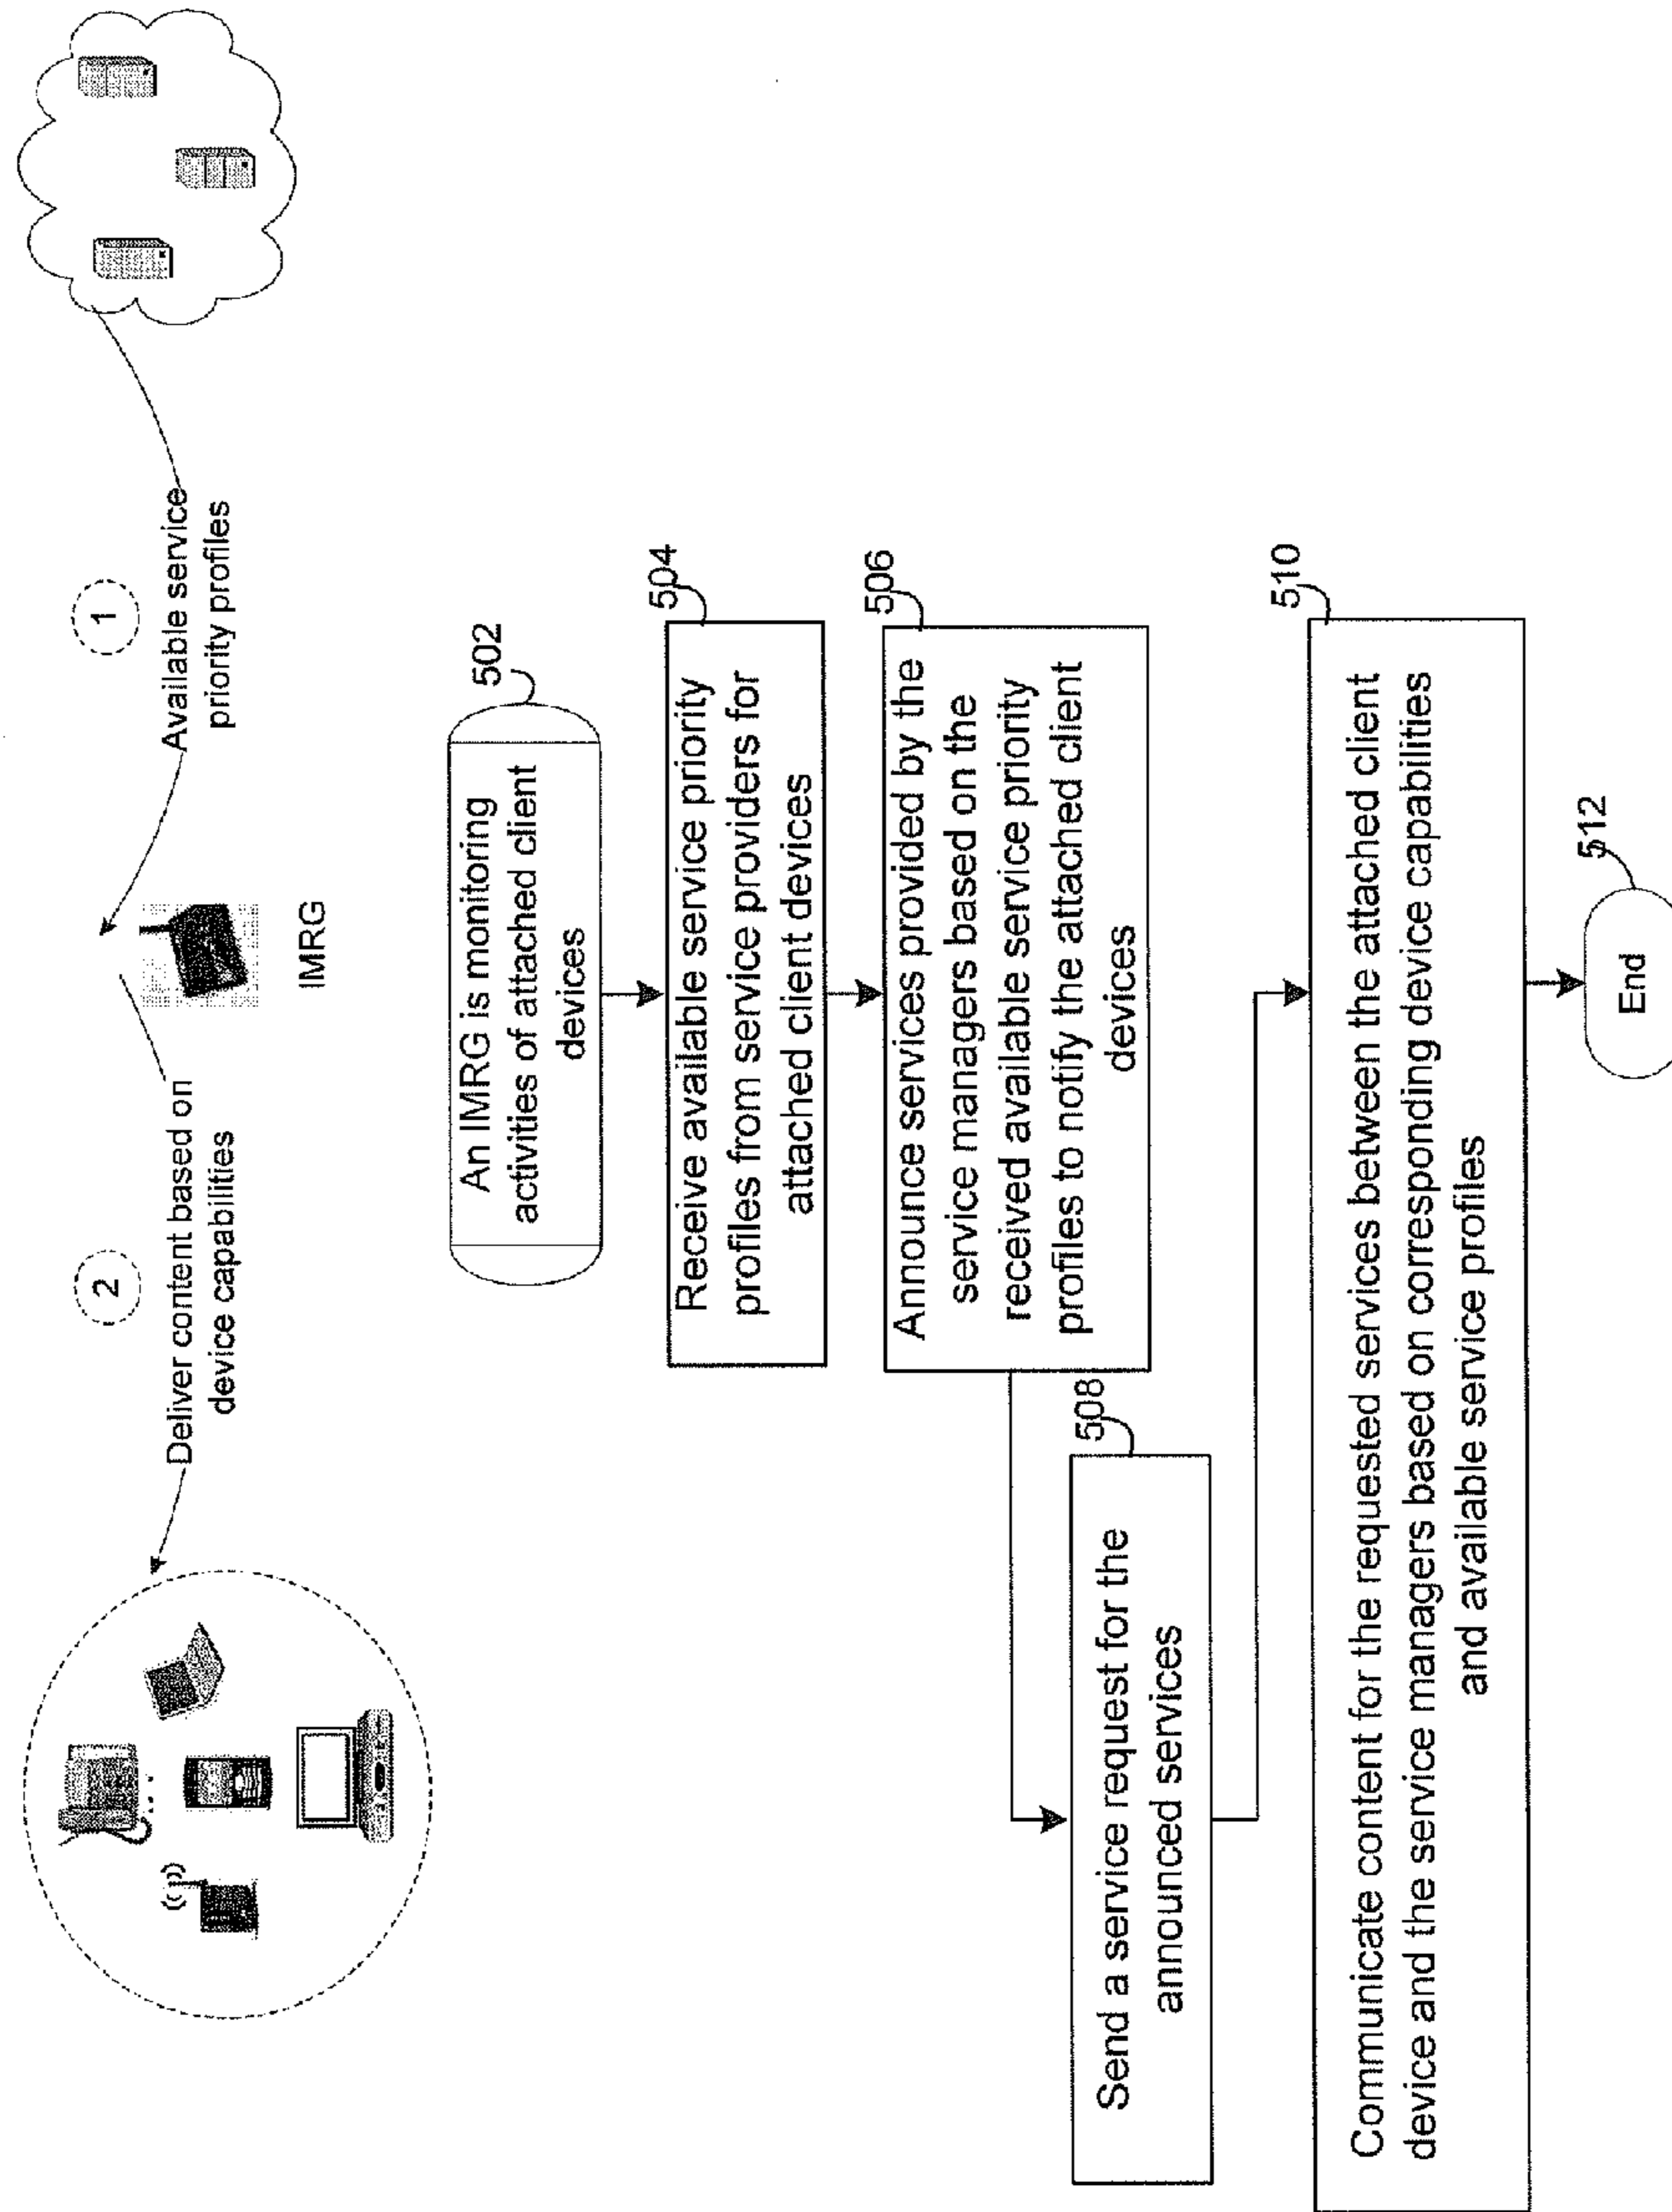 2
1
Deliver content based on
device capabilities
Available service
priority profiles
IMRG
502
An IMRG is monitoring
activities of attached client
devices
504
Receive available service priority
profiles from service providers for
attached client devices
506
Announce services provided by the
service managers based on the
received available service priority
profiles to notify the attached client
devices
508
Send a service request for the
announced services
510
Communicate content for the requested services between the attached client
device and the service managers based on corresponding device capabilities
and available service profiles
512
End